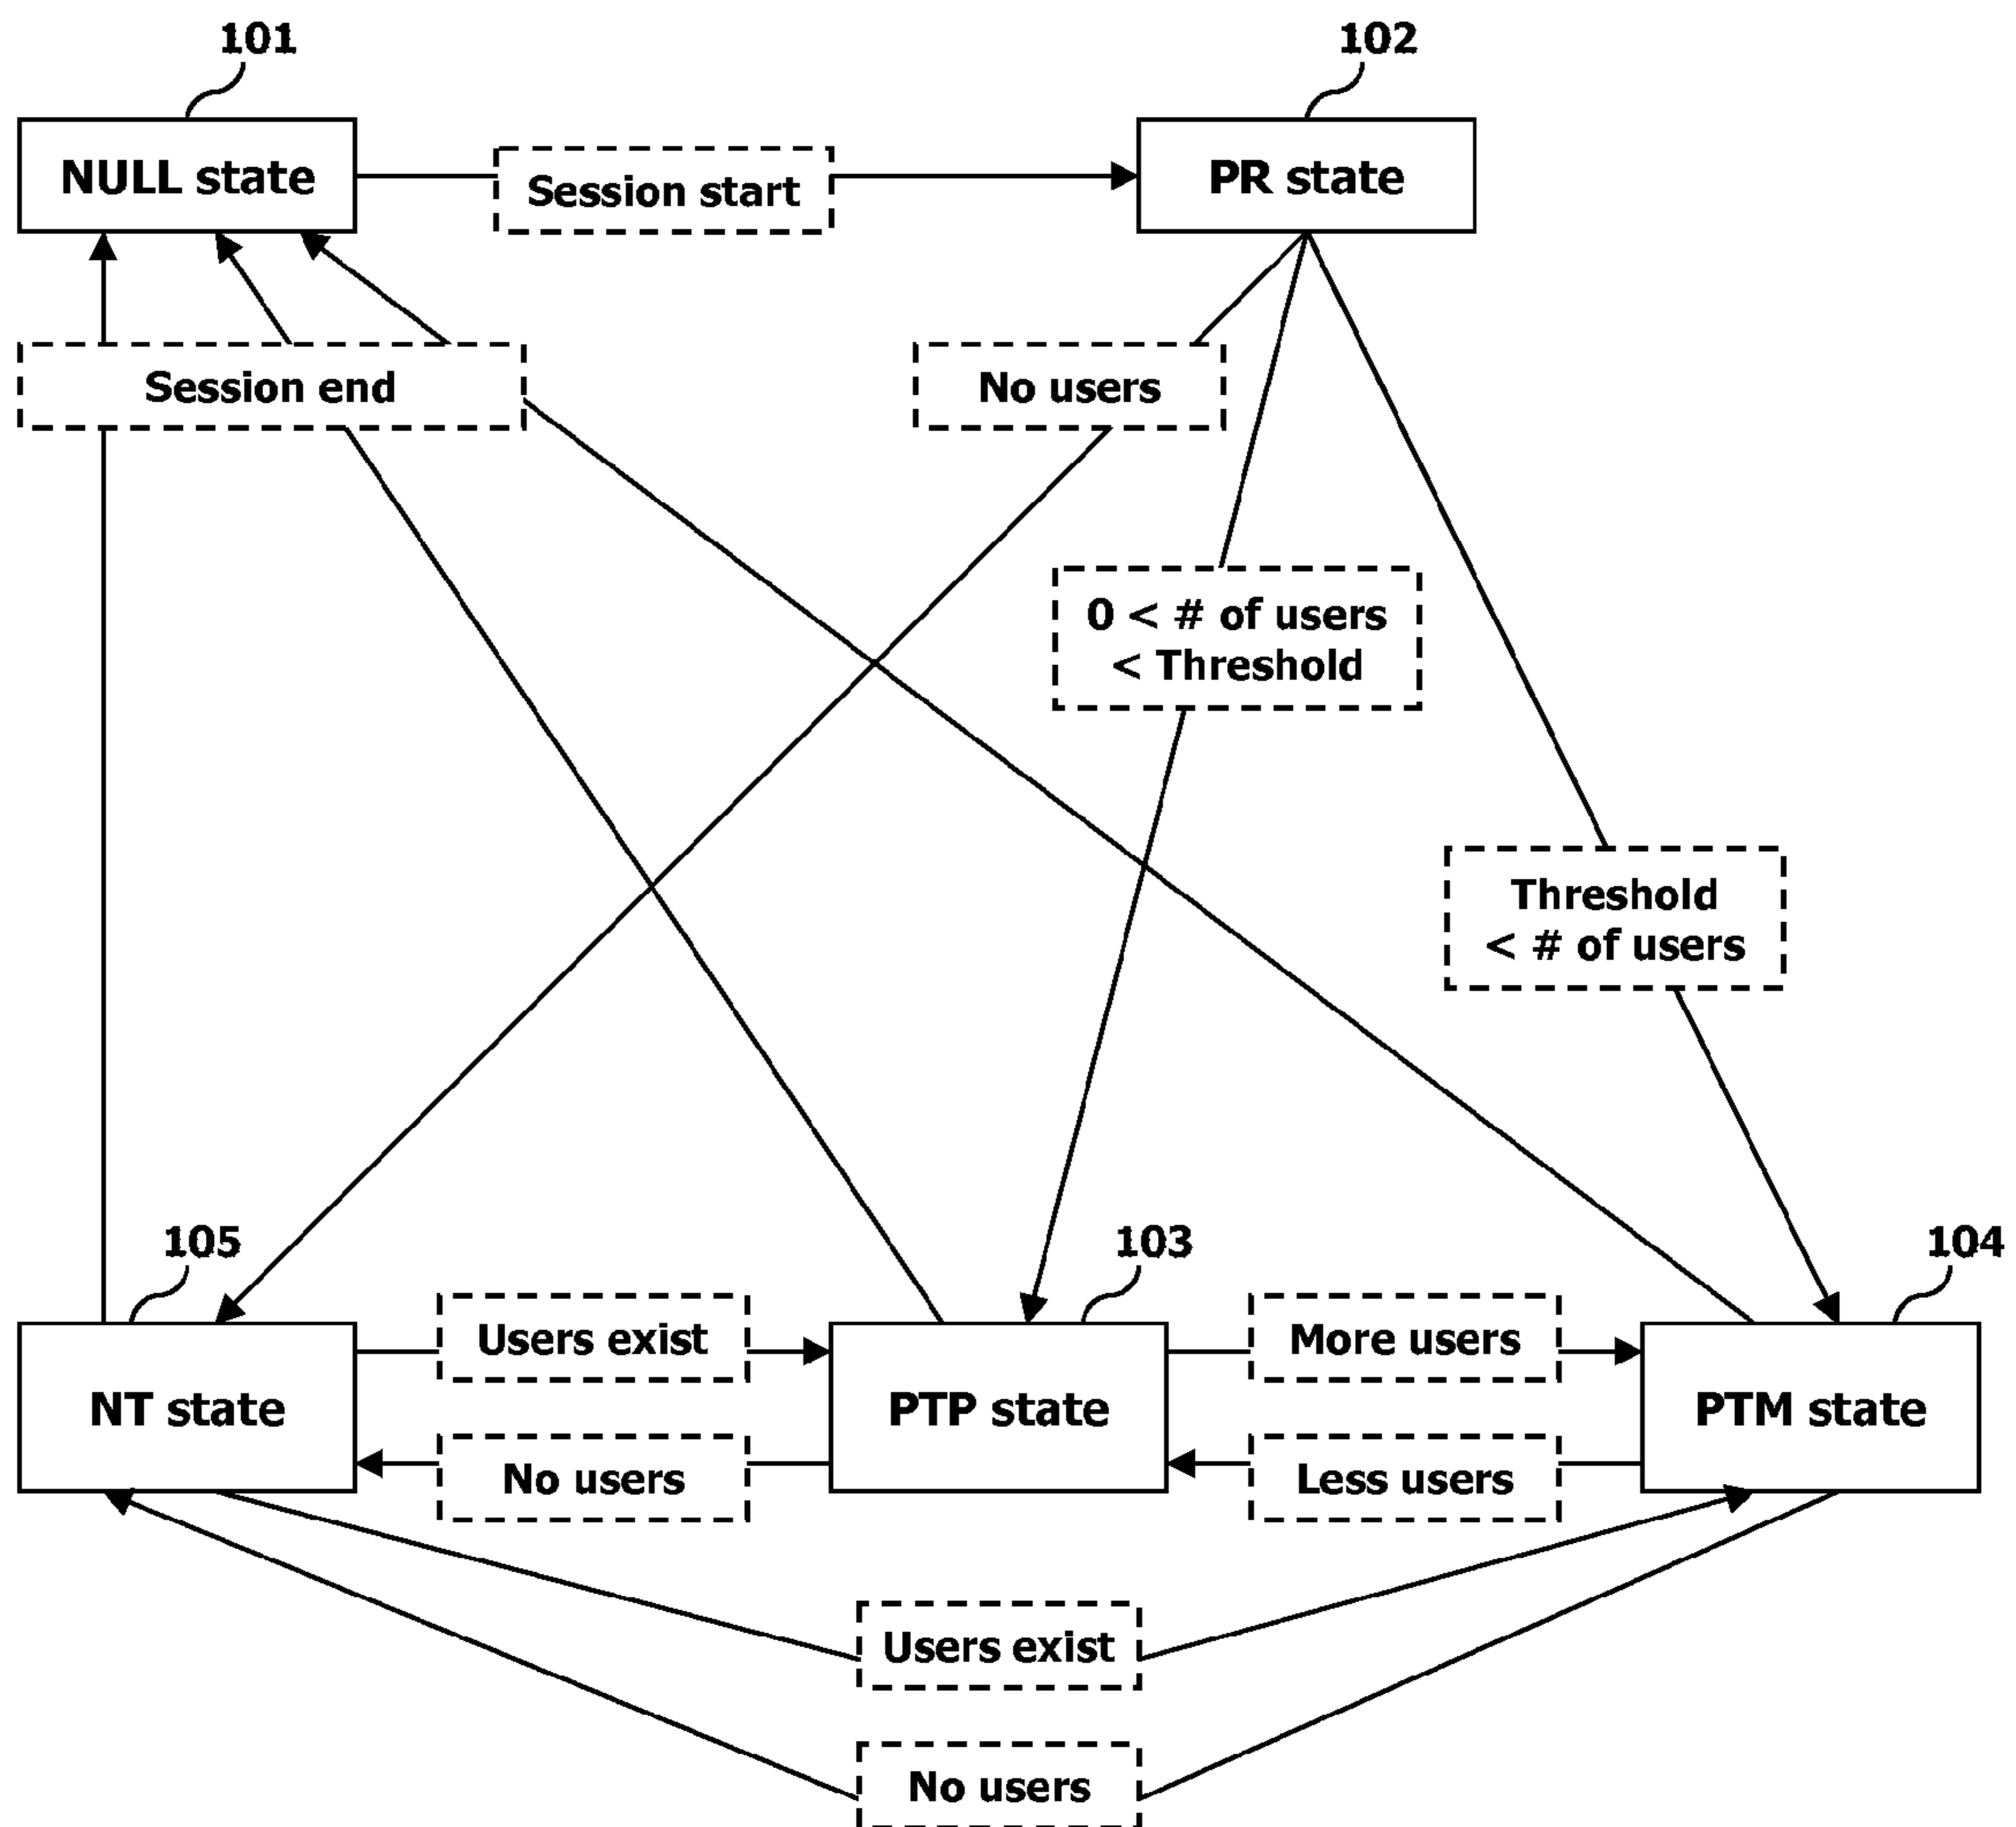 101
102
NULL state
Session start
PR state
Session end
No users
0 < # of users
< Threshold
Threshold
< # of users
105
103
104
Users exist
More users
NT state
PTP state
PTM state
No users
Less users
Users exist
No users